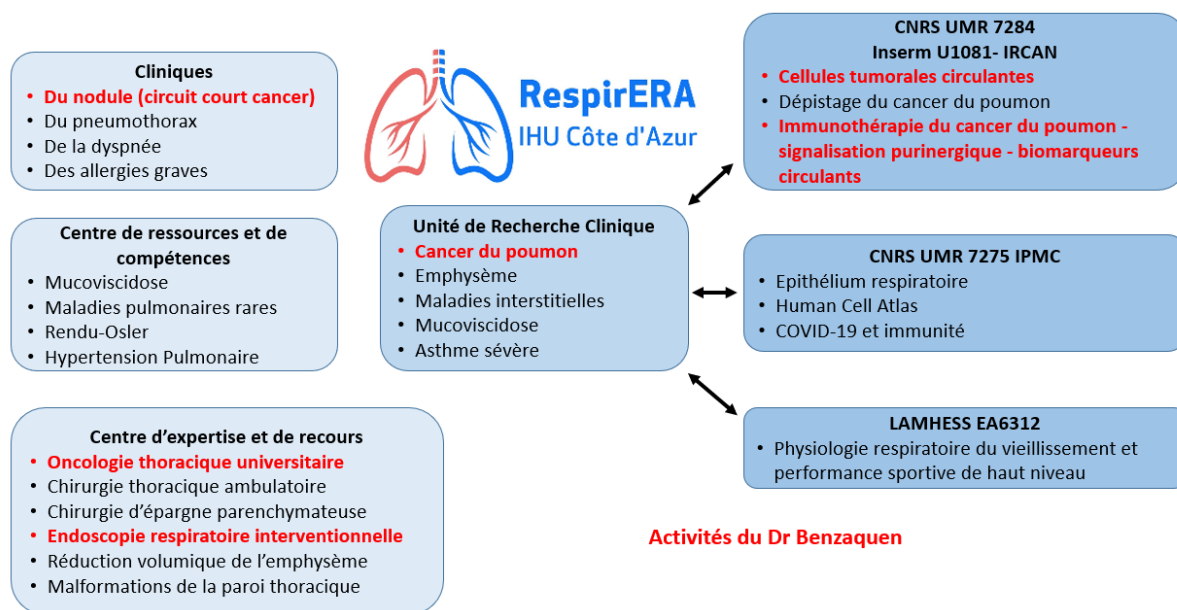 Cliniques
• Du nodule (circuit court cancer)
• Du pneumothorax
• De la dyspnée
• Des allergies graves
Centre de ressources et de
compétences
• Mucoviscidose
• Maladies pulmonaires rares
• Rendu-Osler
• Hypertension Pulmonaire
Centre d'expertise et de recours
• Oncologie thoracique universitaire
• Chirurgie thoracique ambulatoire
• Chirurgie d'épargne parenchymateuse
• Endoscopie respiratoire interventionnelle
• Réduction volumique de l'emphysème
• Malformations de la paroi thoracique
RespirERA
IHU Côte d'Azur
Unité de Recherche Clinique
• Cancer du poumon
• Emphysème
• Maladies interstitielles
• Mucoviscidose
• Asthme sévère
CNRS UMR 7284
Inserm U1081- IRCAN
• Cellules tumorales circulantes
• Dépistage du cancer du poumon
• Immunothérapie du cancer du poumon -
signalisation purinergique - biomarqueurs
circulants
CNRS UMR 7275 IPMC
• Epithélium respiratoire
• Human Cell Atlas
• COVID-19 et immunité
LAMHESS EA6312
• Physiologie respiratoire du vieillissement et
performance sportive de haut niveau
Activités du Dr Benzaquen